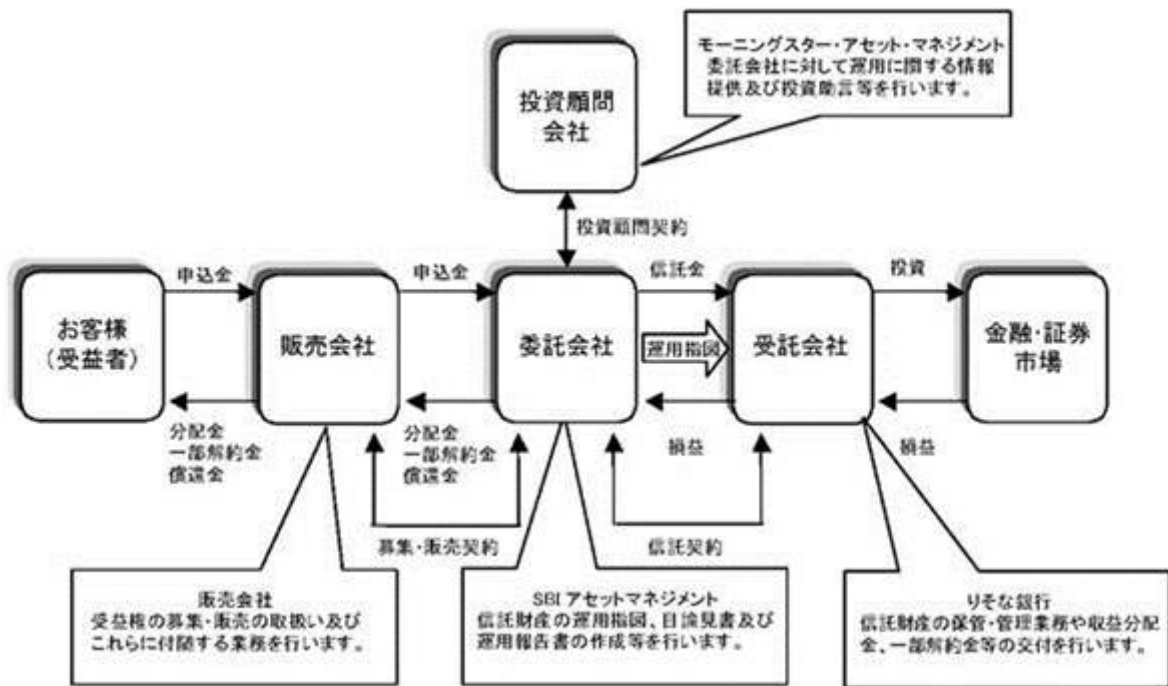 モーニングスター・アセット・マネジメント
委託会社に対して運用に関する情報
提供及び投資助言等を行います。
投資顧問
会社
投資顧問契約
申込金
申込金
信託金
投資
お客様
（受益者）
販売会社
委託会社
運用指図
受託会社
金融・証券
市場
分配金
一部解約金
償還金
分配金
一部解約金
償還金
損益
損益
募集・販売契約
信託契約
販売会社
受益権の募集・販売の取扱い及び
これらに付随する業務を行います。
SBIアセットマネジメント
信託財産の運用指図、目論見書及び
運用報告書の作成等を行います。
りそな銀行
信託財産の保管・管理業務や収益分配
金、一部解約金等の交付を行います。